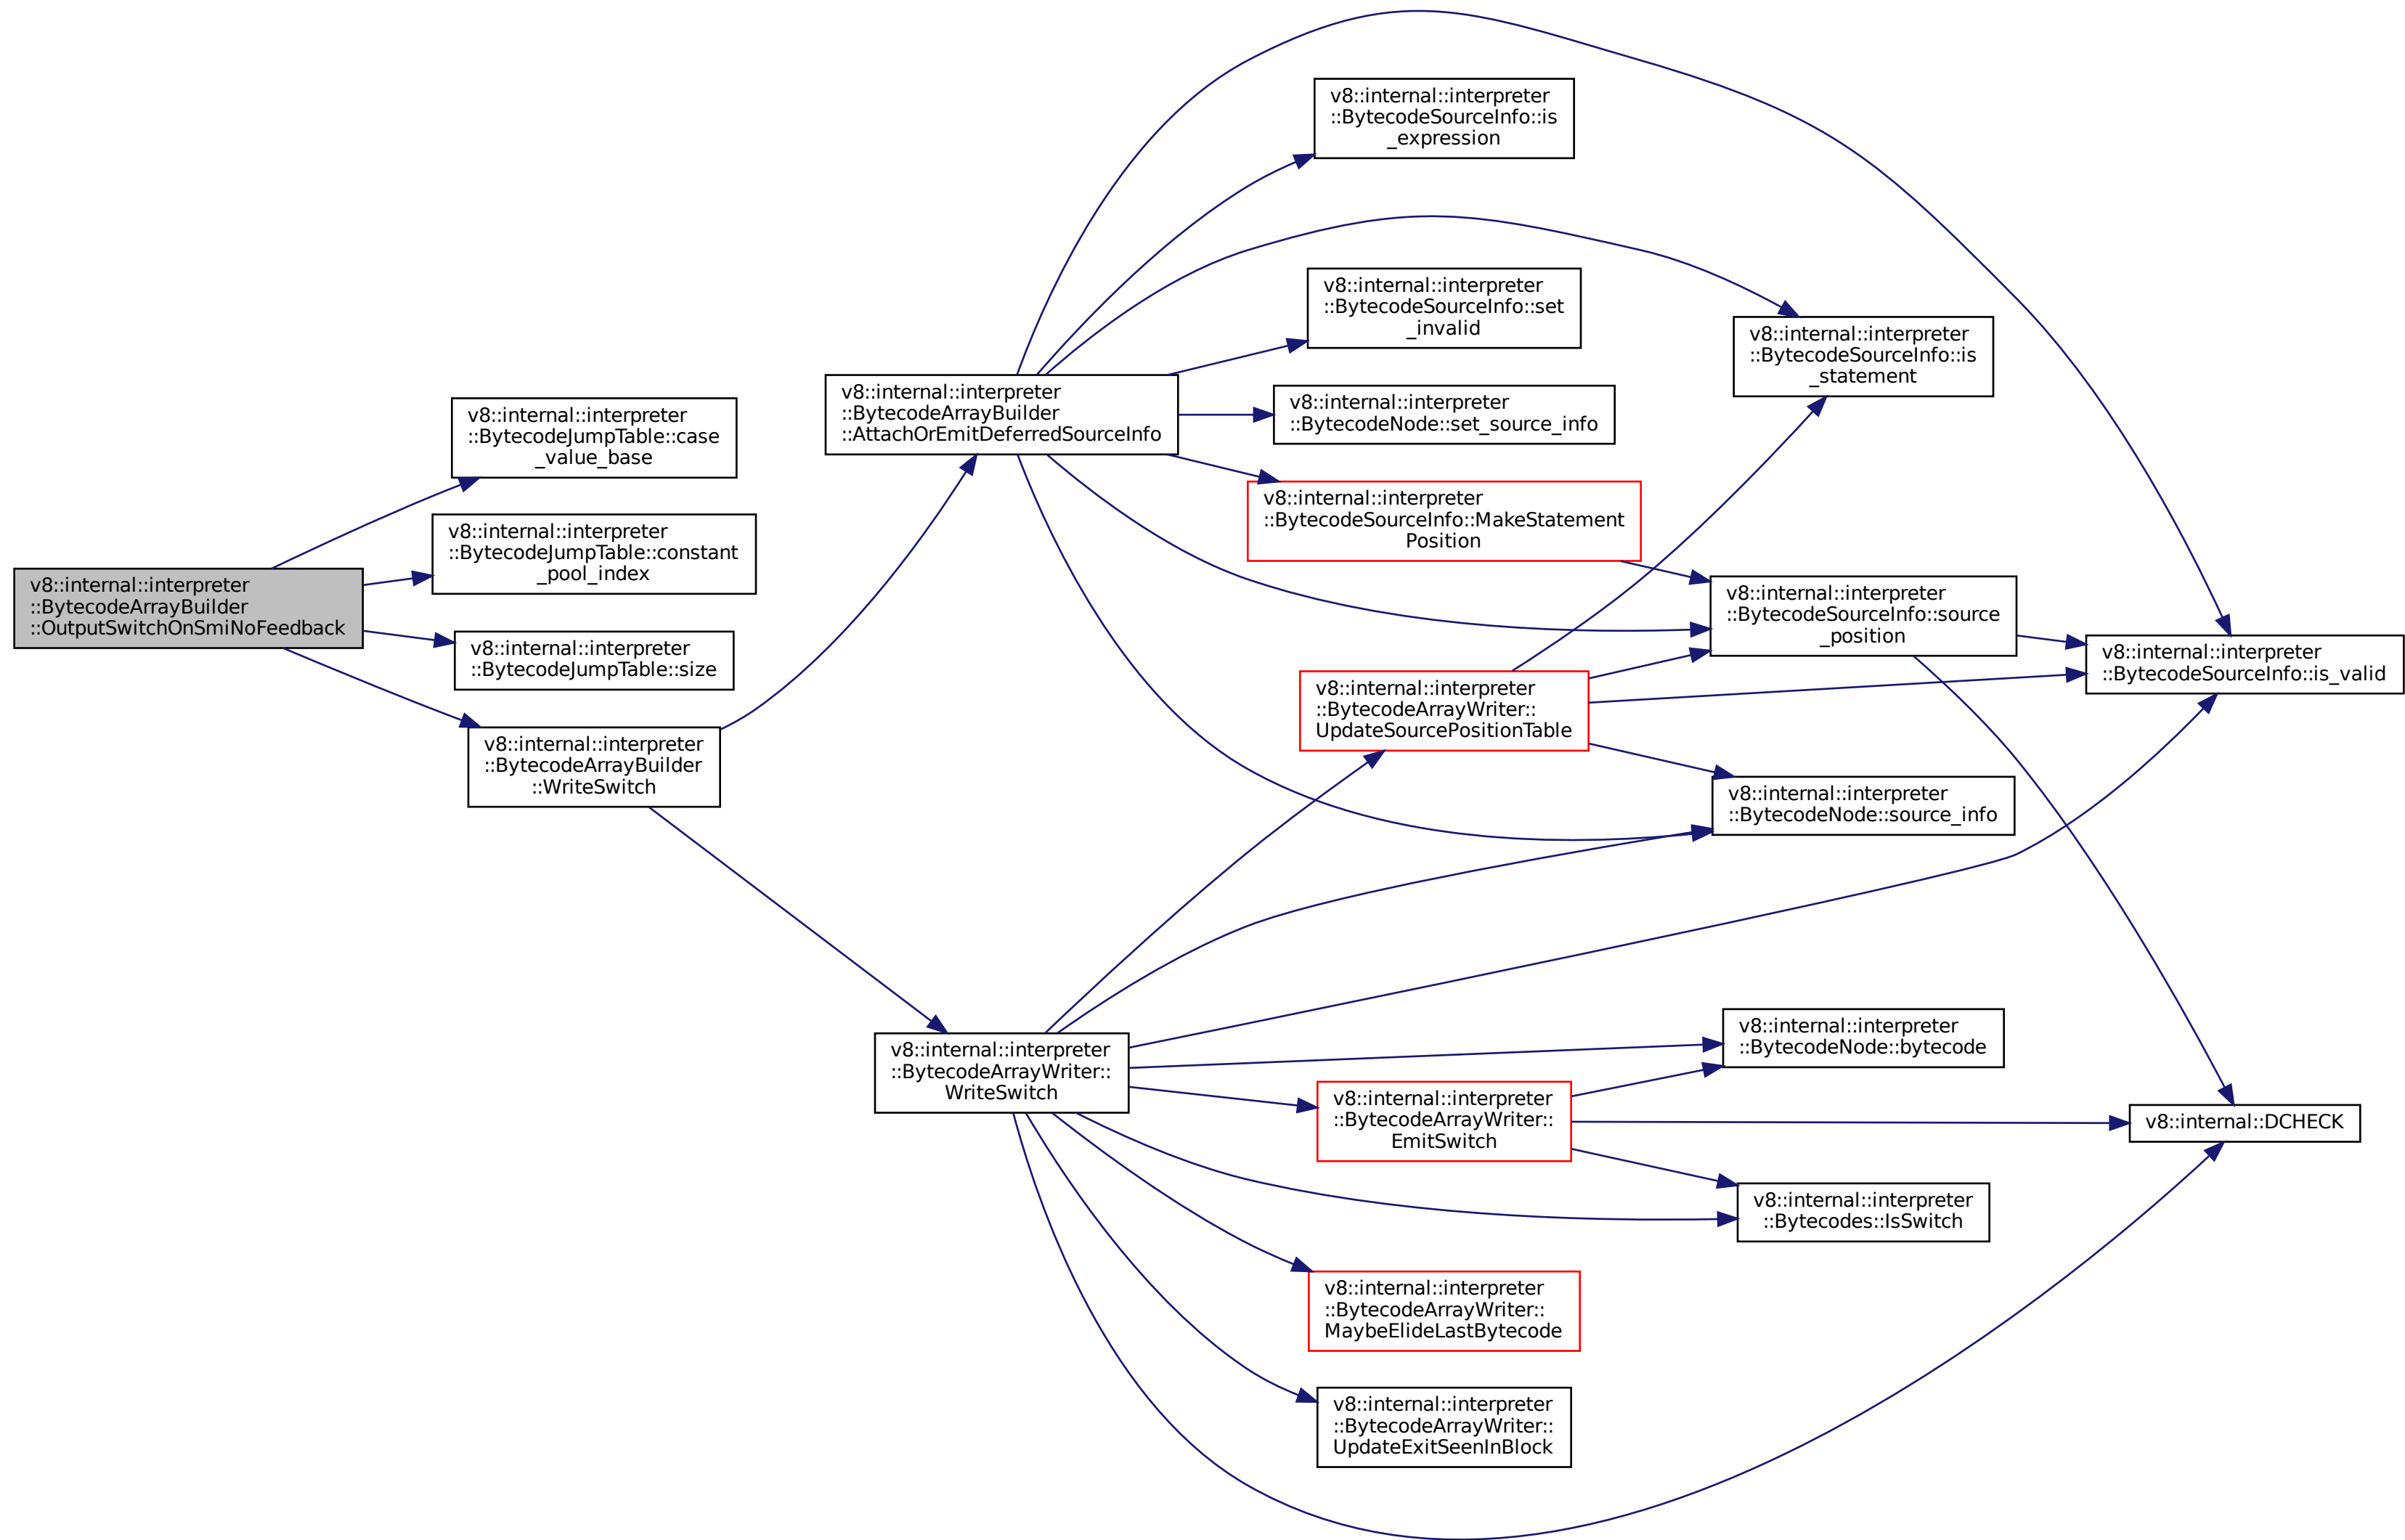 v8::internal::interpreter
::BytecodeArrayBuilder
::OutputSwitchOnSmiNoFeedback
v8::internal::interpreter
::BytecodeJumpTable::case
_value_base
v8::internal::interpreter
::BytecodeJumpTable::constant
_pool_index
v8::internal::interpreter
::BytecodeJumpTable::size
v8::internal::interpreter
::BytecodeArrayBuilder
::WriteSwitch
v8::internal::interpreter
::BytecodeArrayBuilder
::AttachOrEmitDeferredSourceInfo
v8::internal::interpreter
::BytecodeArrayWriter::
WriteSwitch
v8::internal::interpreter
::BytecodeSourceInfo::is
_expression
v8::internal::interpreter
::BytecodeSourceInfo::set
_invalid
v8::internal::interpreter
::BytecodeNode::set_source_info
v8::internal::interpreter
::BytecodeSourceInfo::MakeStatement
Position
v8::internal::interpreter
::BytecodeArrayWriter::
UpdateSourcePositionTable
v8::internal::interpreter
::BytecodeArrayWriter::
EmitSwitch
v8::internal::interpreter
::BytecodeArrayWriter::
MaybeElideLastBytecode
v8::internal::interpreter
::BytecodeArrayWriter::
UpdateExitSeenInBlock
v8::internal::interpreter
::BytecodeSourceInfo::is
_statement
v8::internal::interpreter
::BytecodeSourceInfo::source
_position
v8::internal::interpreter
::BytecodeNode::source_info
v8::internal::interpreter
::BytecodeNode::bytecode
v8::internal::interpreter
::Bytecodes::IsSwitch
v8::internal::interpreter
::BytecodeSourceInfo::is_valid
v8::internal::DCHECK